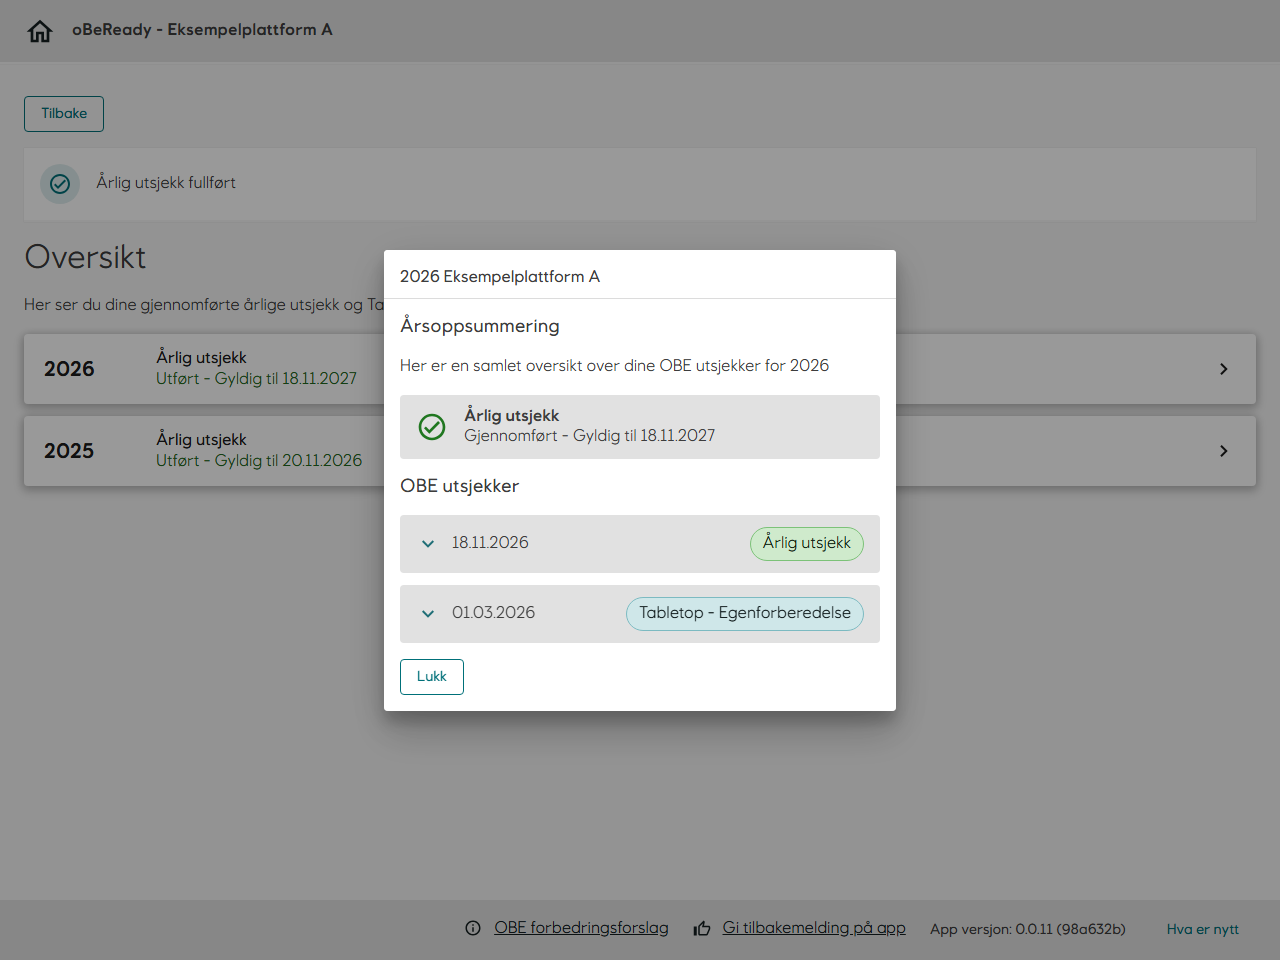 oBeReady - Eksempelplattform A
Tilbake
Årlig utsjekk fullført
Oversikt
Her ser du dine gjennomførte årlige utsjekk og Ta
2026
Årlig utsjekk
Utført - Gyldig til 18.11.2027
2025
Årlig utsjekk
Utført - Gyldig til 20.11.2026
2026 Eksempelplattform A
Årsoppsummering
Her er en samlet oversikt over dine OBE utsjekker for 2026
Årlig utsjekk
Gjennomført - Gyldig til 18.11.2027
OBE utsjekker
18.11.2026 Årlig utsjekk
01.03.2026 Tabletop - Egenforberedelse
Lukk
OBE forbedringsforslag Gi tilbakemelding på app App versjon: 0.0.11 (98a632b) Hva er nytt